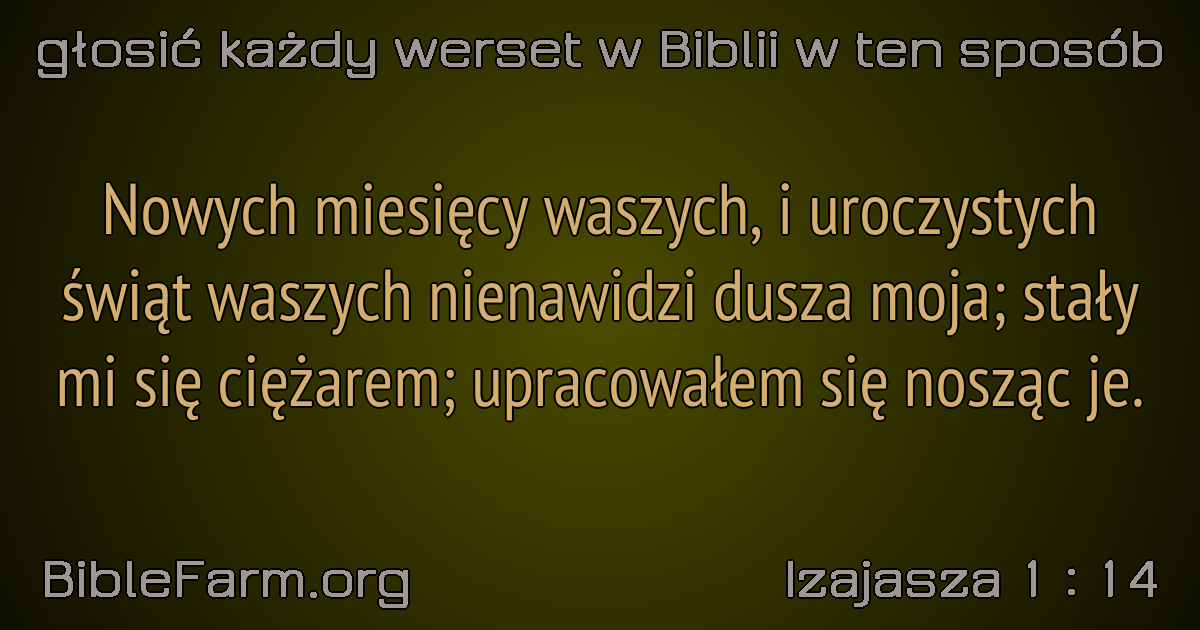 głosić każdy werset w Biblii w ten sposób
Nowych miesięcy waszych, i uroczystych
świąt waszych nienawidzi dusza moja; stały
mi się ciężarem; upracowałem się nosząc je.
BibleFarm.org
Izajasza 1 : 14